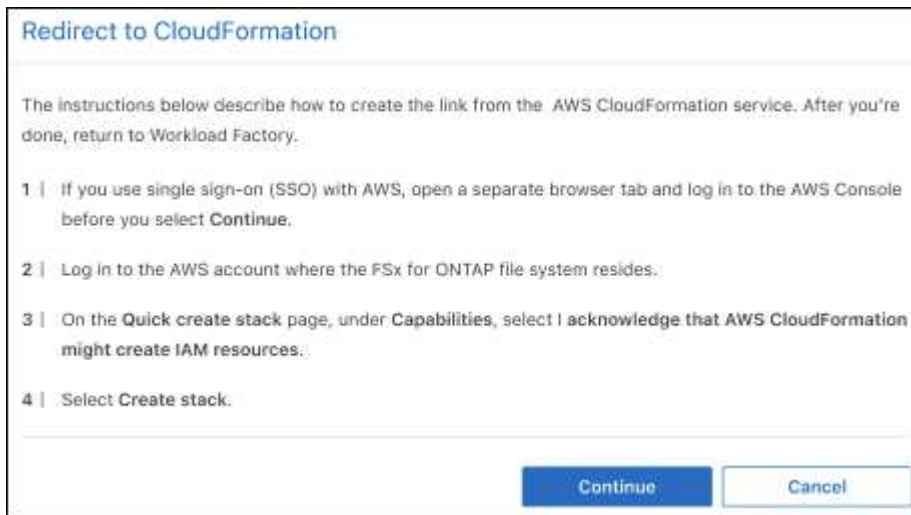 Redirect to CloudFormation
The instructions below describe how to create the link from the AWS CloudFormation service. After you're
done, return to Workload Factory.
1 | If you use single sign-on (SSO) with AWS, open a separate browser tab and log in to the AWS Console
before you select Continue.
2 | Log in to the AWS account where the FSx for ONTAP file system resides.
3 | On the Quick create stack page, under Capabilities, select I acknowledge that AWS CloudFormation
might create IAM resources.
4 | Select Create stack.
Continue Cancel